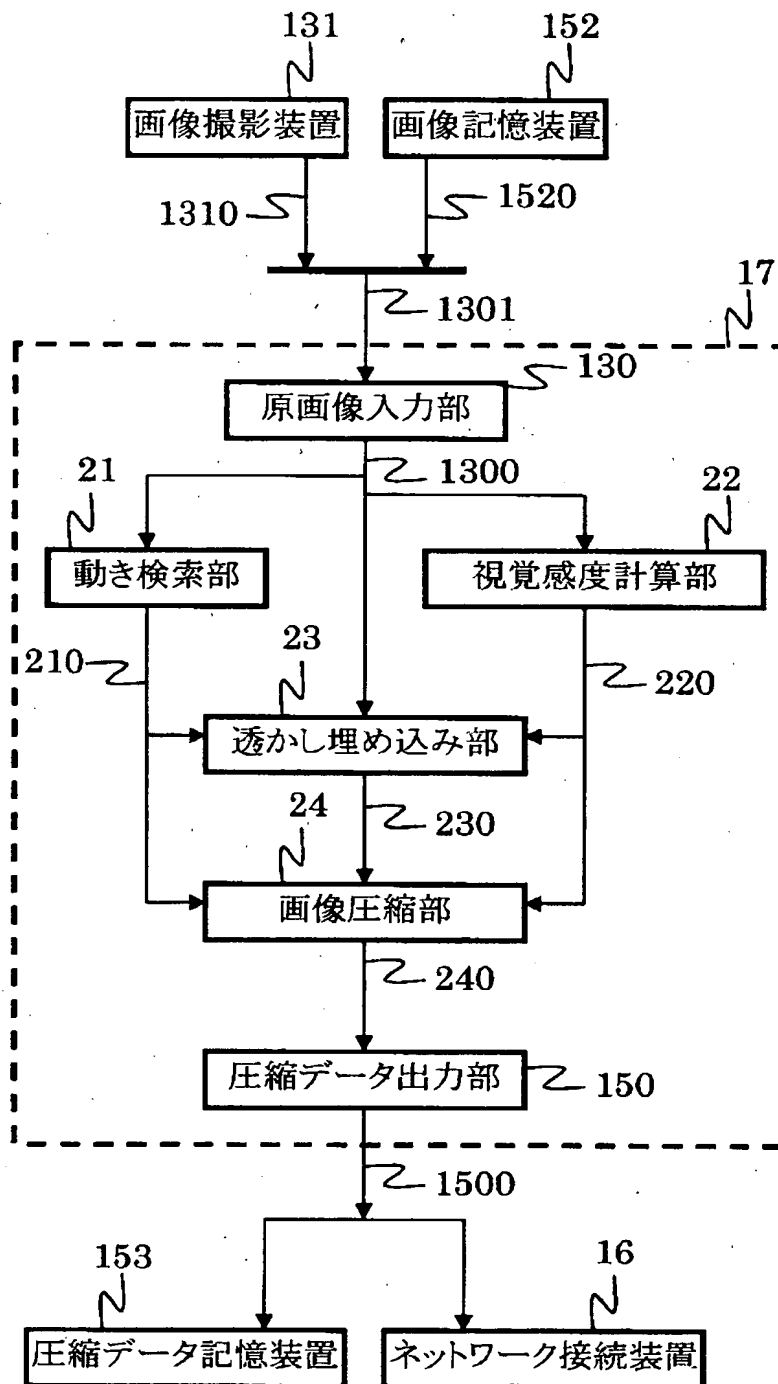 131
152
画像撮影装置
画像記憶装置
1310
1520
1301
17
130
原画像入力部
1300
21
22
動き検索部
視覚感度計算部
210
23
220
透かし埋め込み部
24
230
画像圧縮部
240
圧縮データ出力部
150
1500
153
16
圧縮データ記憶装置
ネットワーク接続装置